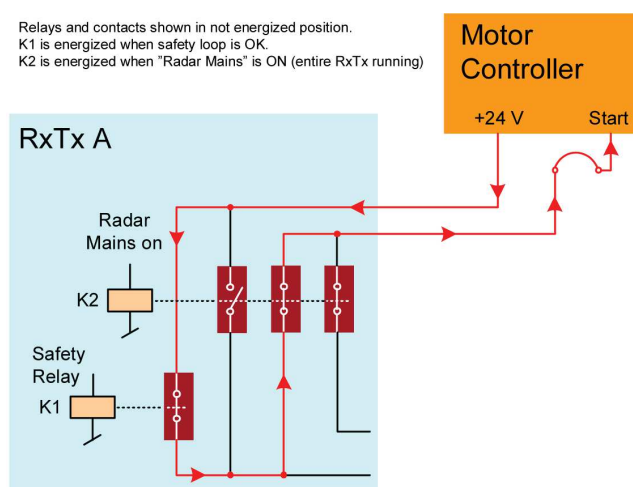 Relays and contacts shown in not energized position.
K1 is energized when safety loop is OK.
K2 is energized when ”Radar Mains” is ON (entire RxTx running)
Motor
Controller
+24 V Start
RxTx A
Radar
Mains on
K2
Safety
Relay
K1